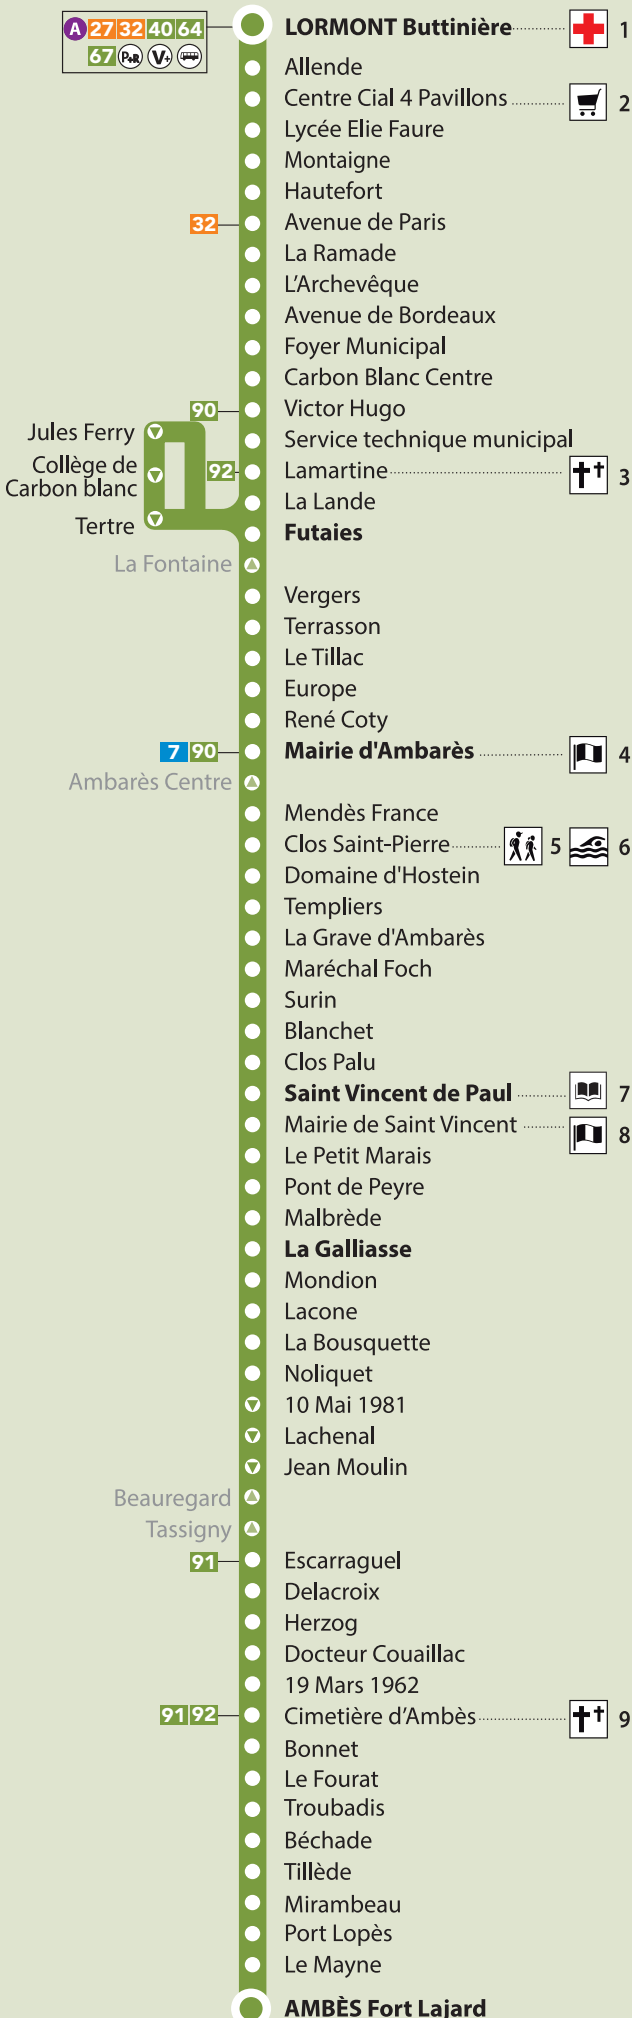 A 27 32 40 64
67 P+R V+
LORMONT Buttinière 1
Allende
Centre Cial 4 Pavillons 2
Lycée Elie Faure
Montaigne
Hautefort
32 Avenue de Paris
La Ramade
L'Archevêque
Avenue de Bordeaux
Foyer Municipal
Carbon Blanc Centre
90 Victor Hugo
Jules Ferry
Service technique municipal
Collège de
Carbon blanc
92 Lamartine 3
La Lande
Tertre
Futaies
La Fontaine
Vergers
Terrasson
Le Tillac
Europe
René Coty
7 90 Mairie d'Ambarès 4
Ambarès Centre
Mendès France
Clos Saint-Pierre 5 6
Domaine d'Hostein
Templiers
La Grave d'Ambarès
Maréchal Foch
Surin
Blanchet
Clos Palu
Saint Vincent de Paul 7
Mairie de Saint Vincent 8
Le Petit Marais
Pont de Peyre
Malbrède
La Galliasse
Mondion
Lacone
La Bousquette
Noliquet
10 Mai 1981
Lachenal
Jean Moulin
Beauregard
Tassigny
91 Escarraguel
Delacroix
Herzog
Docteur Couaillac
19 Mars 1962
91 92 Cimetière d'Ambès 9
Bonnet
Le Fourat
Troubadis
Béchade
Tillède
Mirambeau
Port Lopès
Le Mayne
AMBÈS Fort Lajard